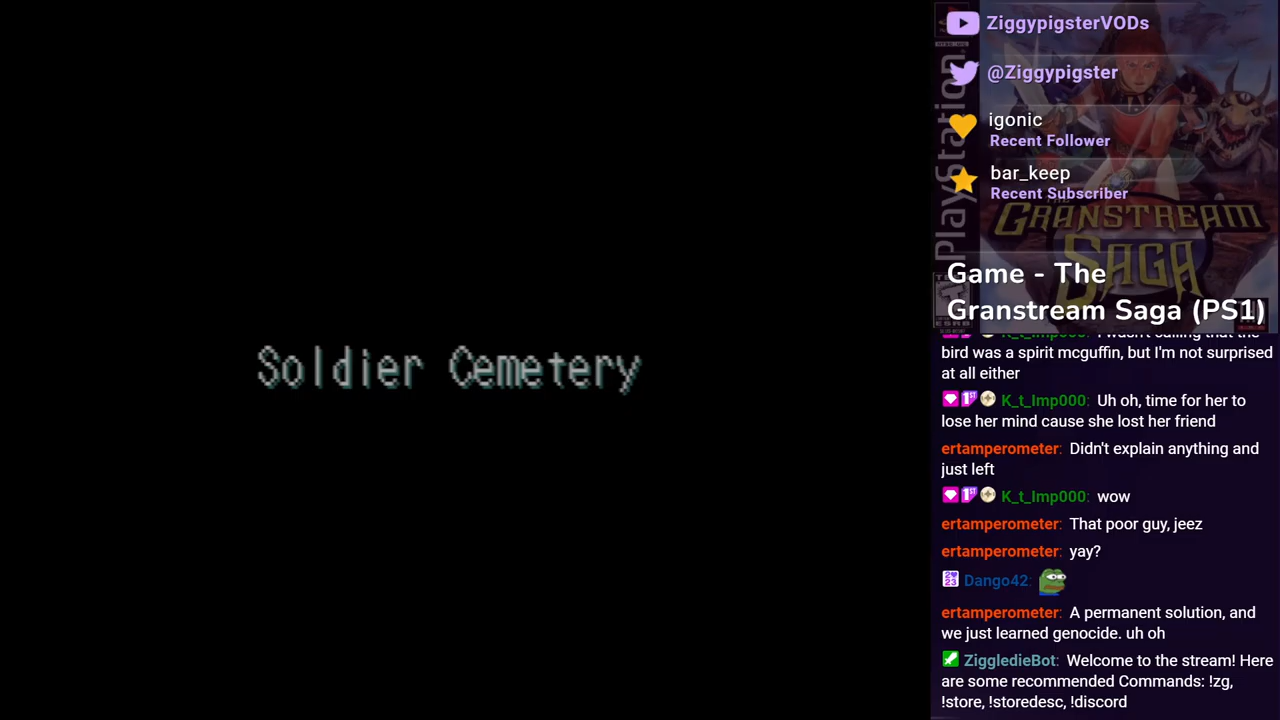 Soldier Cemetery
ZiggypigsterVODs
@Ziggypigster
igonic
Recent Follower
bar_keep
Recent Subscriber
PlayStation
GRANSTREAM
SAGA
Game - The
Granstream Saga (PS1)
bird was a spirit mcguffin, but I'm not surprised
at all either
K_t_Imp000: Uh oh, time for her to
lose her mind cause she lost her friend
ertamperometer: Didn't explain anything and
just left
K_t_Imp000: wow
ertamperometer: That poor guy, jeez
ertamperometer: yay?
Dango42:
ertamperometer: A permanent solution, and
we just learned genocide. uh oh
ZiggledieBot: Welcome to the stream! Here
are some recommended Commands: !zg,
!store, !storedesc, !discord